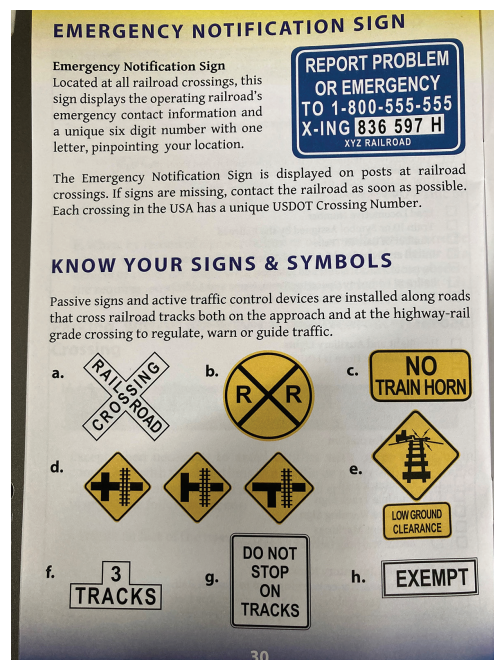 EMERGENCY NOTIFICATION SIGN
Emergency Notification Sign
Located at all railroad crossings, this
sign displays the operating railroad's
emergency contact information and
a unique six digit number with one
letter, pinpointing your location.
REPORT PROBLEM
OR EMERGENCY
TO 1-800-555-555
X-ING 836 597 H
XYZ RAILROAD
The Emergency Notification Sign is displayed on posts at railroad
crossings. If signs are missing, contact the railroad as soon as possible.
Each crossing in the USA has a unique USDOT Crossing Number.
KNOW YOUR SIGNS & SYMBOLS
Passive signs and active traffic control devices are installed along roads
that cross railroad tracks both on the approach and at the highway-rail
grade crossing to regulate, warn or guide traffic.
a.
RAILROAD
CROSSING
b.
R R
c.
NO
TRAIN HORN
d.
e.
LOW GROUND
CLEARANCE
f.
3
TRACKS
g.
DO NOT
STOP
ON
TRACKS
h.
EXEMPT
30